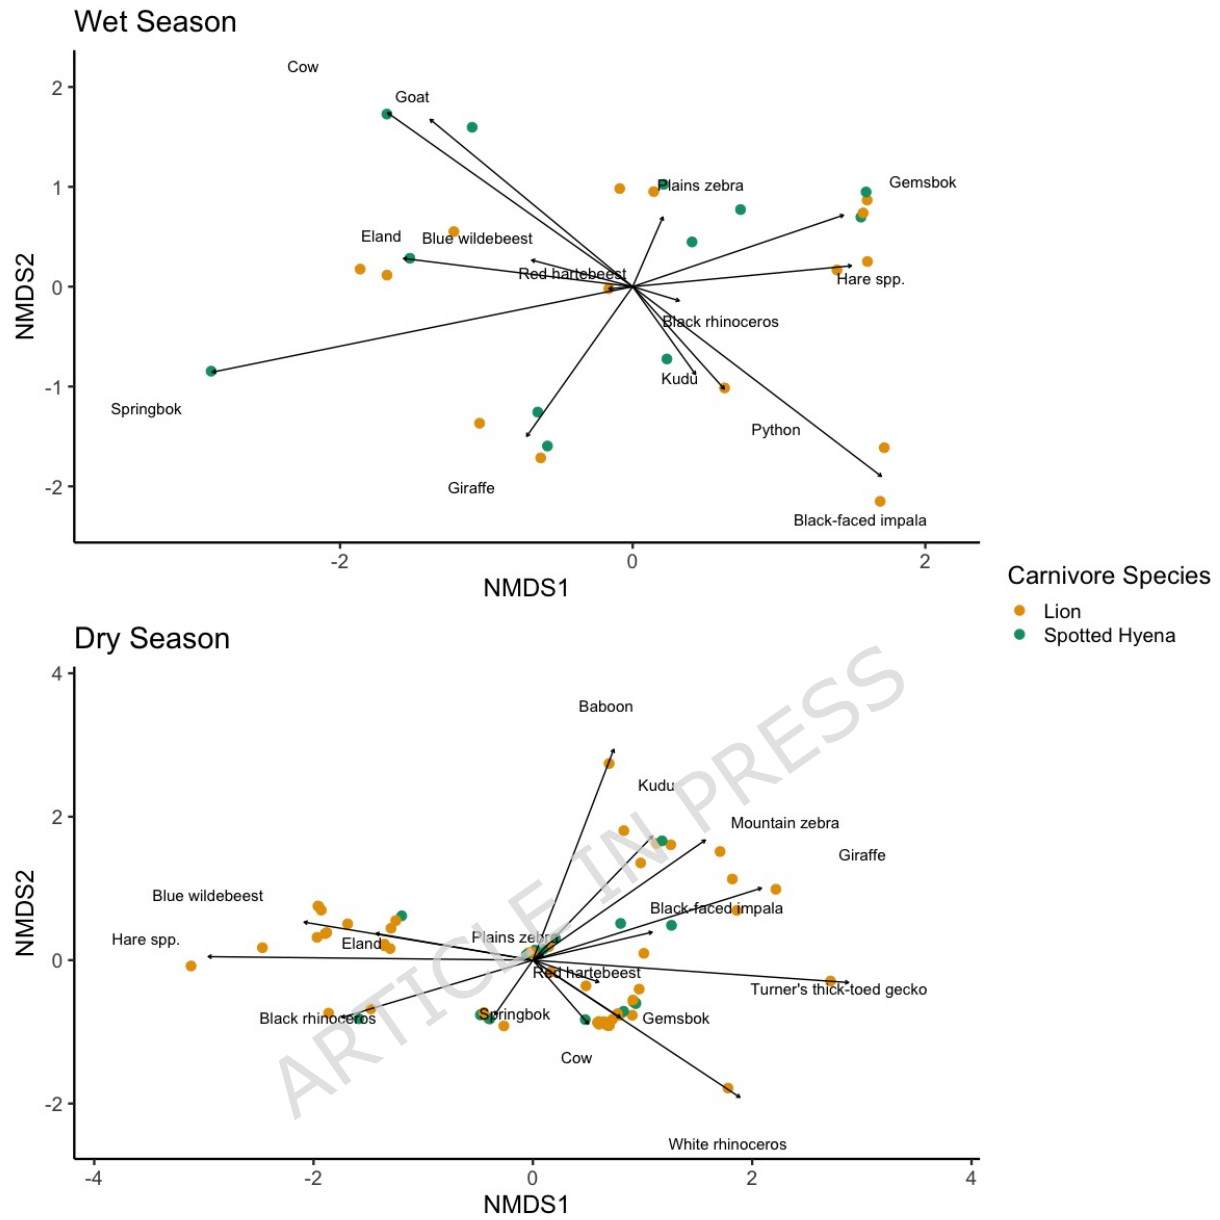 Wet Season
Cow
2
Goat
1
Plains zebra
Gemsbok
Eland
Blue wildebeest
Red hartebeest
Hare spp.
0
Black rhinoceros
NMDS2
-1
Kudu
Springbok
Python
-2
Giraffe
Black-faced impala
-2
0
2
NMDS1
Carnivore Species
Lion
Spotted Hyena
Dry Season
4
Baboon
Kudu
2
Mountain zebra
Giraffe
Blue wildebeest
Black-faced impala
Hare spp.
Eland
Plains zebra
0
Red hartebeest
Turner's thick-toed gecko
NMDS2
Black rhinoceros
Springbok
Gemsbok
Cow
-2
White rhinoceros
-4
-2
0
2
4
NMDS1
ARTICLE IN PRESS